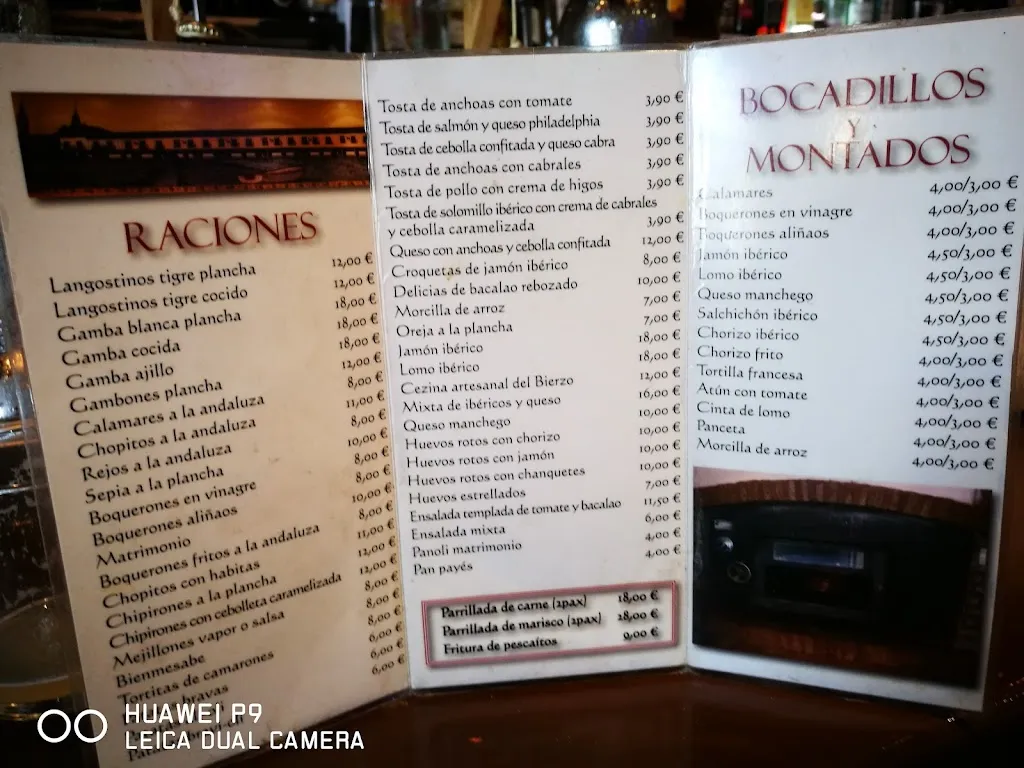 RACIONES
Langostinos tigre plancha 12,00 €
Langostinos tigre cocido 12,00 €
Gamba blanca plancha 18,00 €
Gamba cocida 18,00 €
Gamba ajillo 12,00 €
Gambones plancha
Calamares a la andaluza 8,00 €
Chopitos a la andaluza 11,00 €
Rejos a la andaluza 8,00 €
Sepia a la plancha 10,00 €
Boquerones en vinagre 8,00 €
Boquerones aliñaos 8,00 €
Matrimonio 10,00 €
Boquerones fritos a la andaluza 8,00 €
Chopitos con habitas 11,00 €
Chipirones a la plancha 12,00 €
Chipirones con cebolleta caramelizada 8,00 €
Mejillones vapor o salsa 8,00 €
Bienmesabe 8,00 €
Tortitas de camarones 6,00 €
bravas 6,00 €
6,00 €
Tosta de anchoas con tomate 3,90 €
Tosta de salmón y queso philadelphia 3,90 €
Tosta de cebolla confitada y queso cabra 3,90 €
Tosta de anchoas con cabrales 3,90 €
Tosta de pollo con crema de higos 3,90 €
Tosta de solomillo ibérico con crema de cabrales
y cebolla caramelizada 3,90 €
Queso con anchoas y cebolla confitada 12,00 €
Croquetas de jamón ibérico 8,00 €
Delicias de bacalao rebozado 10,00 €
Morcilla de arroz 7,00 €
Oreja a la plancha 7,00 €
Jamón ibérico 18,00 €
Lomo ibérico 18,00 €
Cezina artesanal del Bierzo 12,00 €
Mixta de ibéricos y queso 16,00 €
Queso manchego 10,00 €
Huevos rotos con chorizo 10,00 €
Huevos rotos con jamón 10,00 €
Huevos rotos con chanquetes 10,00 €
Huevos estrellados 7,00 €
Ensalada templada de tomate y bacalao 11,50 €
Ensalada mixta 6,00 €
Panoli matrimonio 4,00 €
Pan payés 4,00 €
Parrillada de carne (2pax) 18,00 €
Parrillada de marisco (2pax) 18,00 €
Fritura de pescaítos 9,00 €
BOCADILLOS
Y
MONTADOS
Calamares 4,00/3,00 €
Boquerones en vinagre 4,00/3,00 €
Boquerones aliñaos 4,00/3,00 €
Jamón ibérico 4,50/3,00 €
Lomo ibérico 4,50/3,00 €
Queso manchego 4,50/3,00 €
Salchichón ibérico 4,50/3,00 €
Chorizo ibérico 4,50/3,00 €
Chorizo frito 4,00/3,00 €
Tortilla francesa 4,00/3,00 €
Atún con tomate 4,00/3,00 €
Cinta de lomo 4,00/3,00 €
Panceta 4,00/3,00 €
Morcilla de arroz 4,00/3,00 €
HUAWEI P9
LEICA DUAL CAMERA